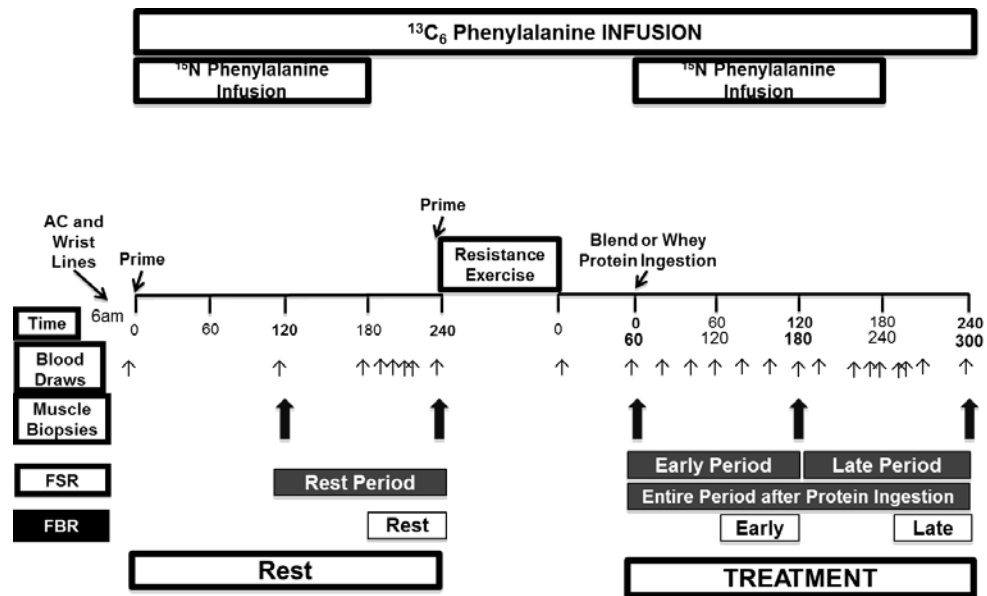 ¹³C₆ Phenylalanine INFUSION
¹⁵N Phenylalanine
Infusion
¹⁵N Phenylalanine
Infusion
AC and
Wrist
Lines
Prime
Prime
Resistance
Exercise
Blend or Whey
Protein Ingestion
Time
6am
0 60 120 180 240 0 0 60 120 180 240
60 120 180 240 300
Blood
Draws
Muscle
Biopsies
FSR
Rest Period
Early Period
Late Period
Entire Period after Protein Ingestion
FBR
Rest
Early
Late
Rest
TREATMENT